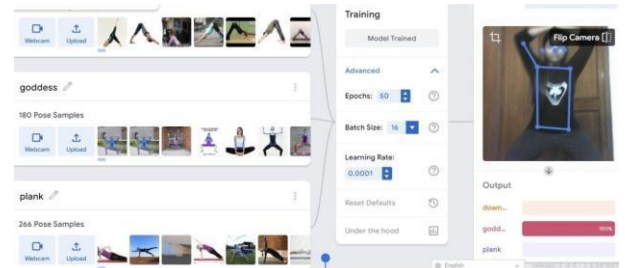 Webcam
Upload
goddess
180 Pose Samples
Webcam
Upload
plank
266 Pose Samples
Webcam
Upload
Training
Model Trained
Advanced
Epochs: 50
Batch Size: 16
Learning Rate:
0.0001
Reset Defaults
Under the hood
Flip Camera
Output
down...
godd...
100%
plank
English